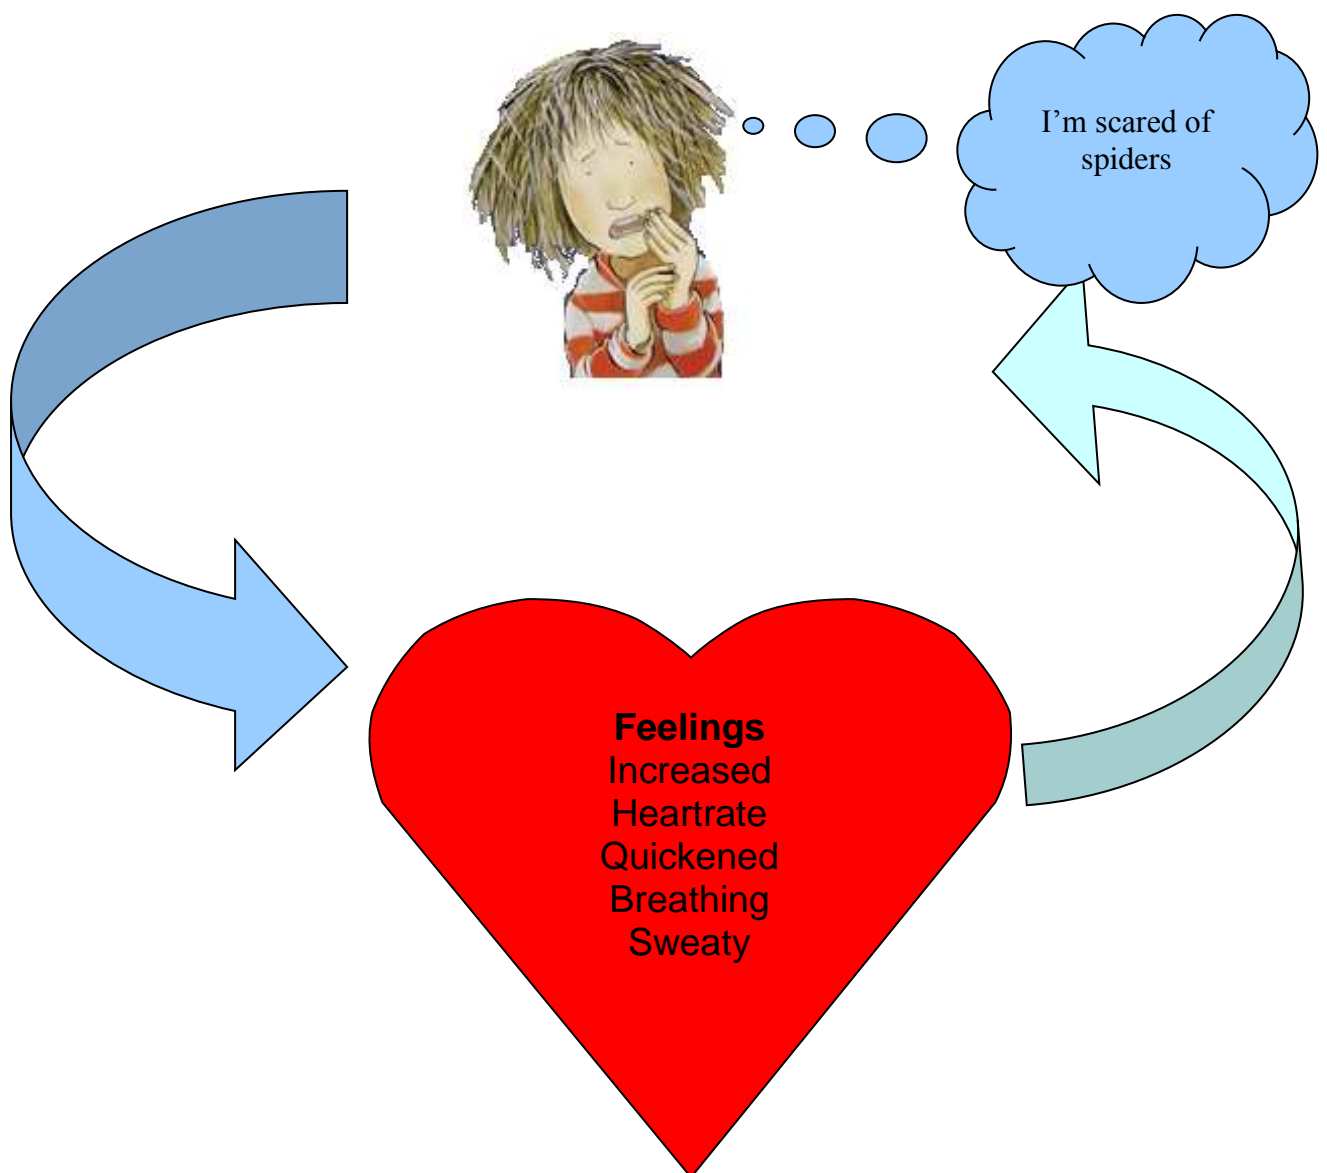 I’m scared of
spiders
Feelings
Increased
Heartrate
Quickened
Breathing
Sweaty